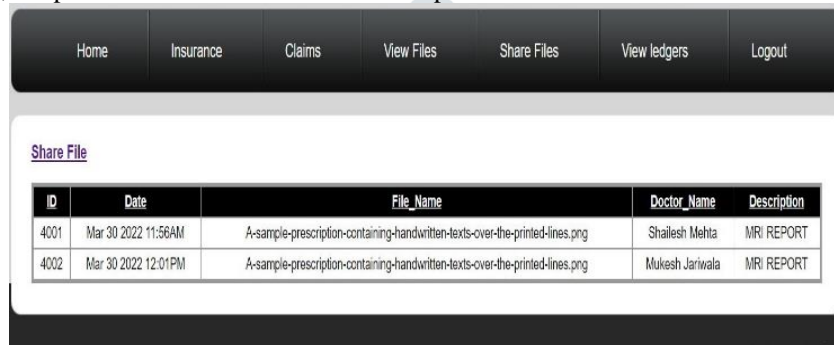 Home Insurance Claims View Files Share Files View ledgers Logout
Share File
ID Date File_Name Doctor_Name Description
4001 Mar 30 2022 11:56AM A-sample-prescription-containing-handwritten-texts-over-the-printed-lines.png Shailesh Mehta MRI REPORT
4002 Mar 30 2022 12:01PM A-sample-prescription-containing-handwritten-texts-over-the-printed-lines.png Mukesh Jariwala MRI REPORT